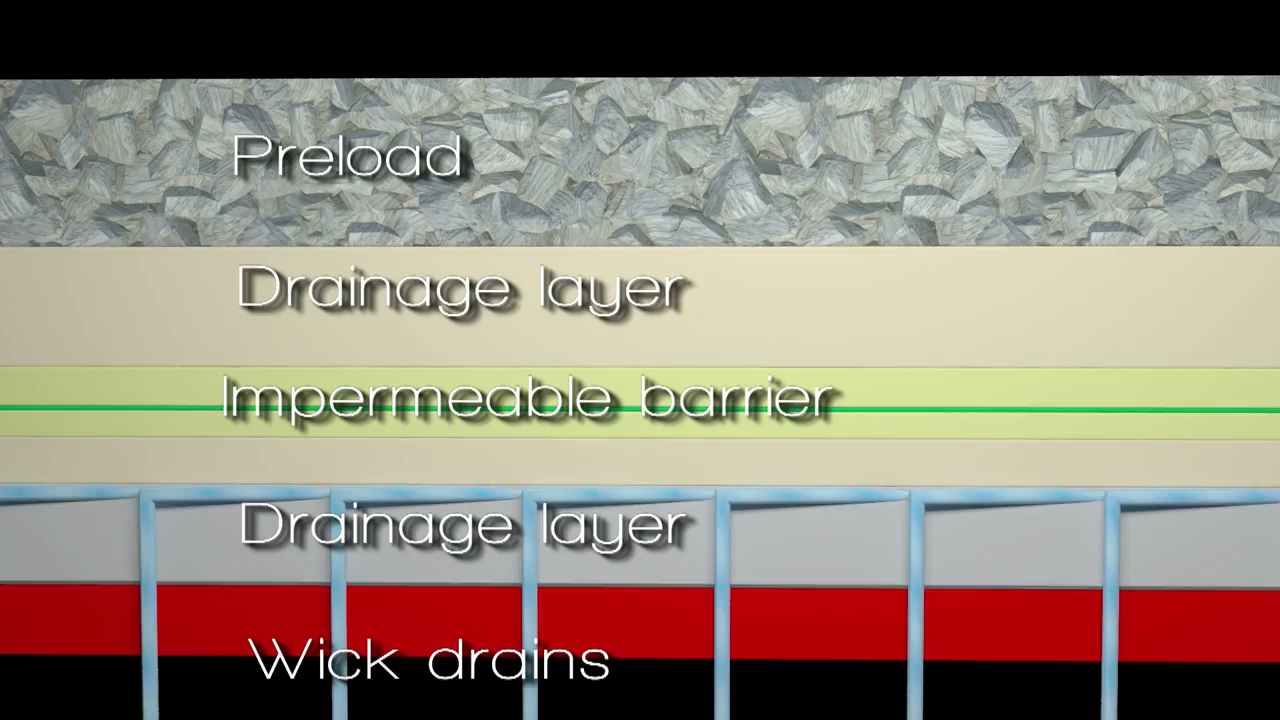 Preload
Drainage layer
Impermeable barrier
Drainage layer
Wick drains